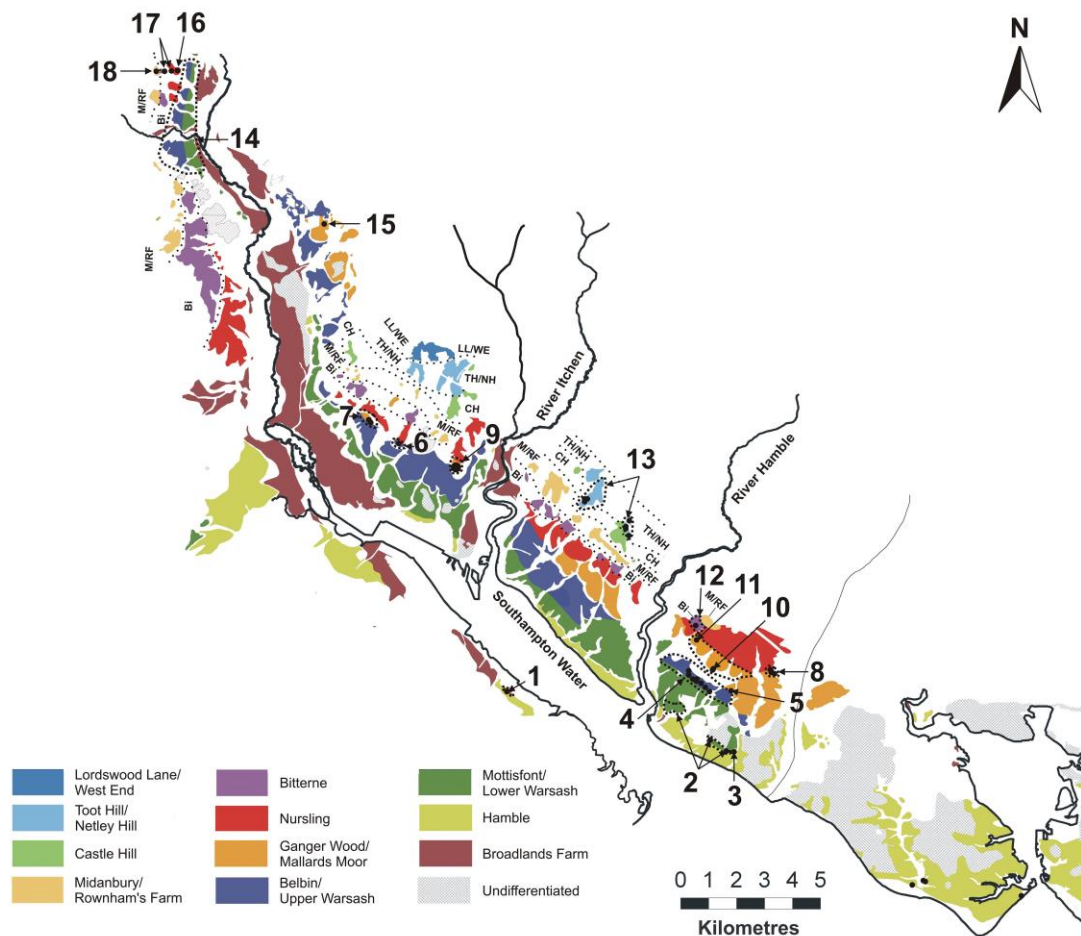 N
17 16
18
M/RF
Bi
14
15
M/RF
Bi
CH
LL/WE
TH/NH
LL/WE
TH/NH
M/RF
Bi
CH
M/RF
7
6
9
River Itchen
M/RF
Bi
TH/NH
CH
13
TH/NH
CH
M/RF
Bi
River Hamble
12
11
10
Bi
M/RF
8
5
4
2
3
1
Southampton Water
Lordswood Lane/
West End
Toot Hill/
Netley Hill
Castle Hill
Midanbury/
Rownham's Farm
Bitterne
Nursling
Ganger Wood/
Mallards Moor
Belbin/
Upper Warsash
Mottisfont/
Lower Warsash
Hamble
Broadlands Farm
Undifferentiated
0 1 2 3 4 5
Kilometres